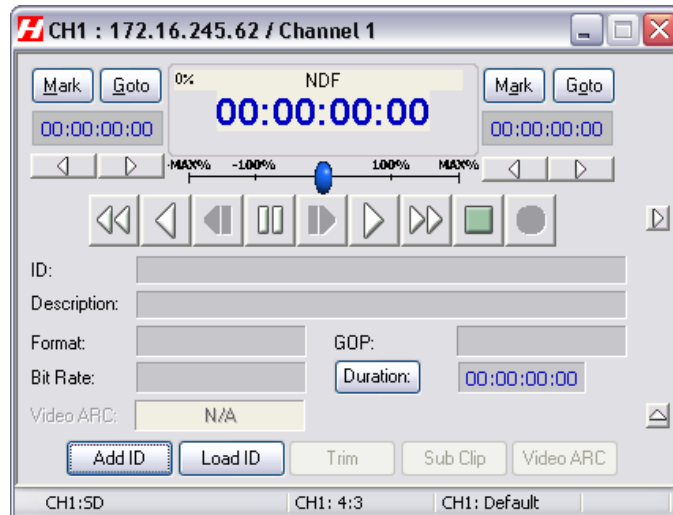 H CH1 : 172.16.245.62 / Channel 1
Mark Goto 0% NDF Mark Goto
00:00:00:00
00:00:00:00 00:00:00:00
-MAX% -100% 100% MAX%
ID:
Description:
Format: GOP:
Bit Rate: Duration: 00:00:00:00
Video ARC: N/A
Add ID Load ID Trim Sub Clip Video ARC
CH1:SD CH1: 4:3 CH1: Default